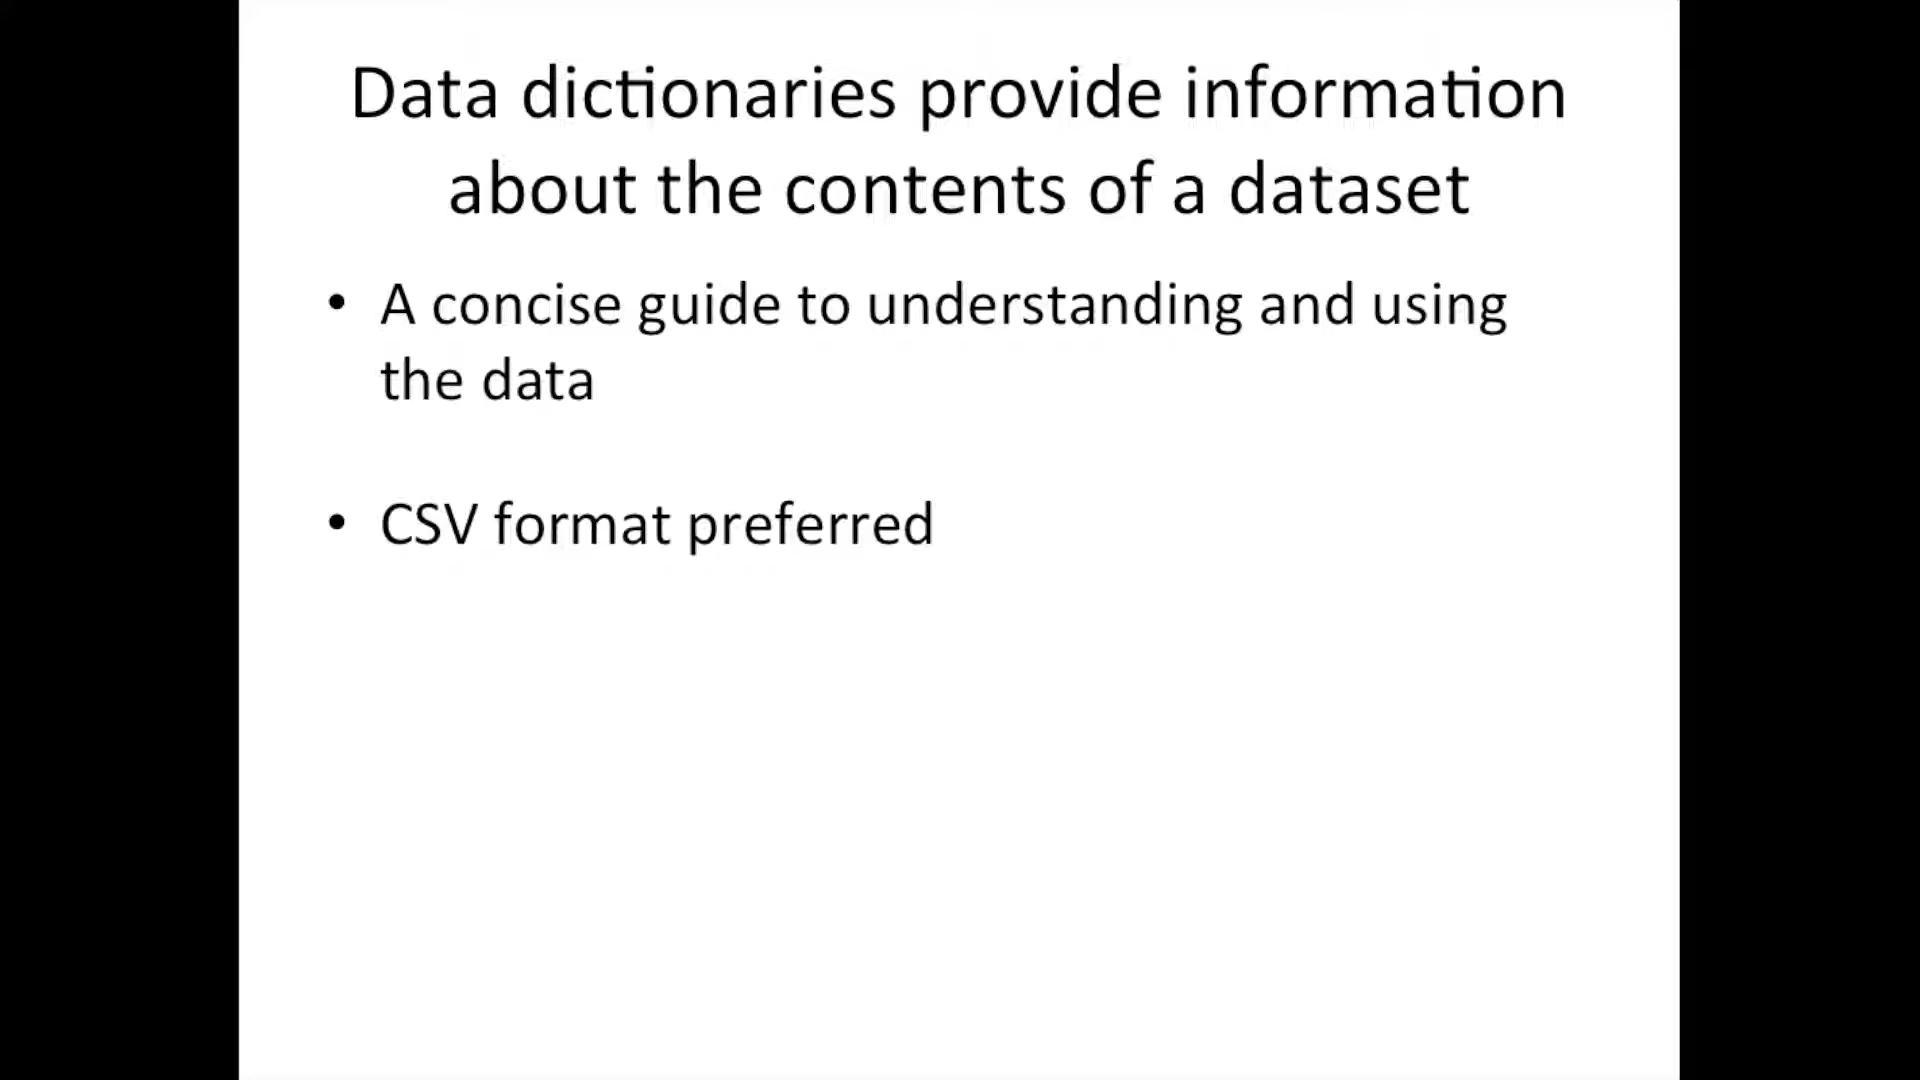 Data dictionaries provide information
about the contents of a dataset
• A concise guide to understanding and using
the data
• CSV format preferred